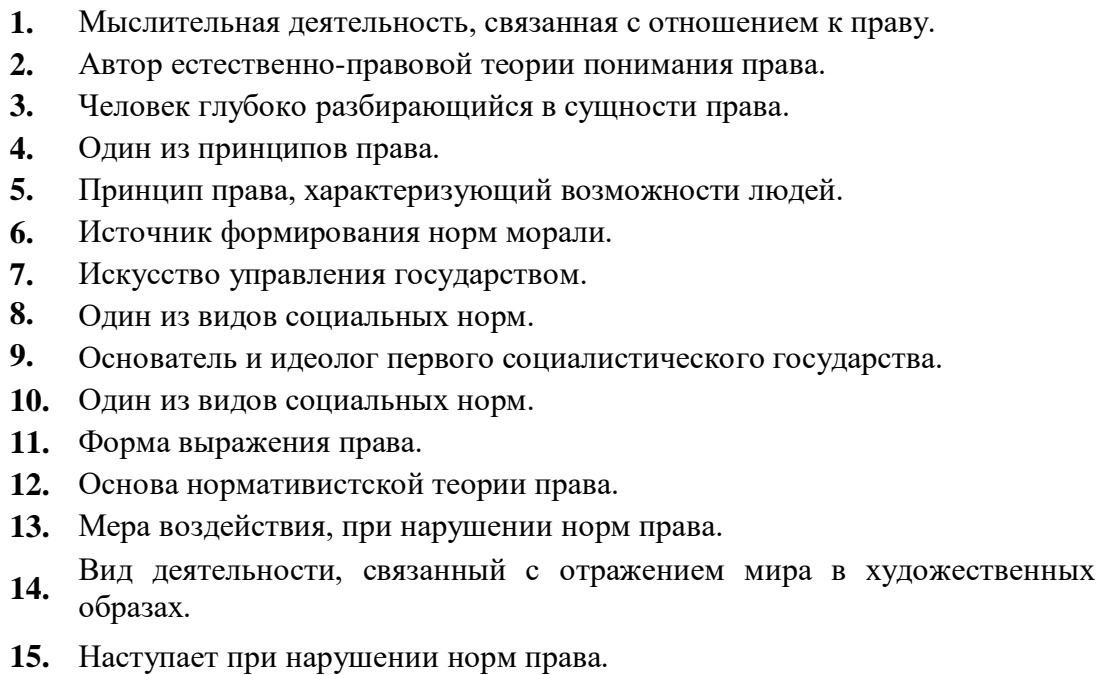 1. Мыслительная деятельность, связанная с отношением к праву.
2. Автор естественно-правовой теории понимания права.
3. Человек глубоко разбирающийся в сущности права.
4. Один из принципов права.
5. Принцип права, характеризующий возможности людей.
6. Источник формирования норм морали.
7. Искусство управления государством.
8. Один из видов социальных норм.
9. Основатель и идеолог первого социалистического государства.
10. Один из видов социальных норм.
11. Форма выражения права.
12. Основа нормативистской теории права.
13. Мера воздействия, при нарушении норм права.
14. Вид деятельности, связанный с отражением мира в художественных
образах.
15. Наступает при нарушении норм права.